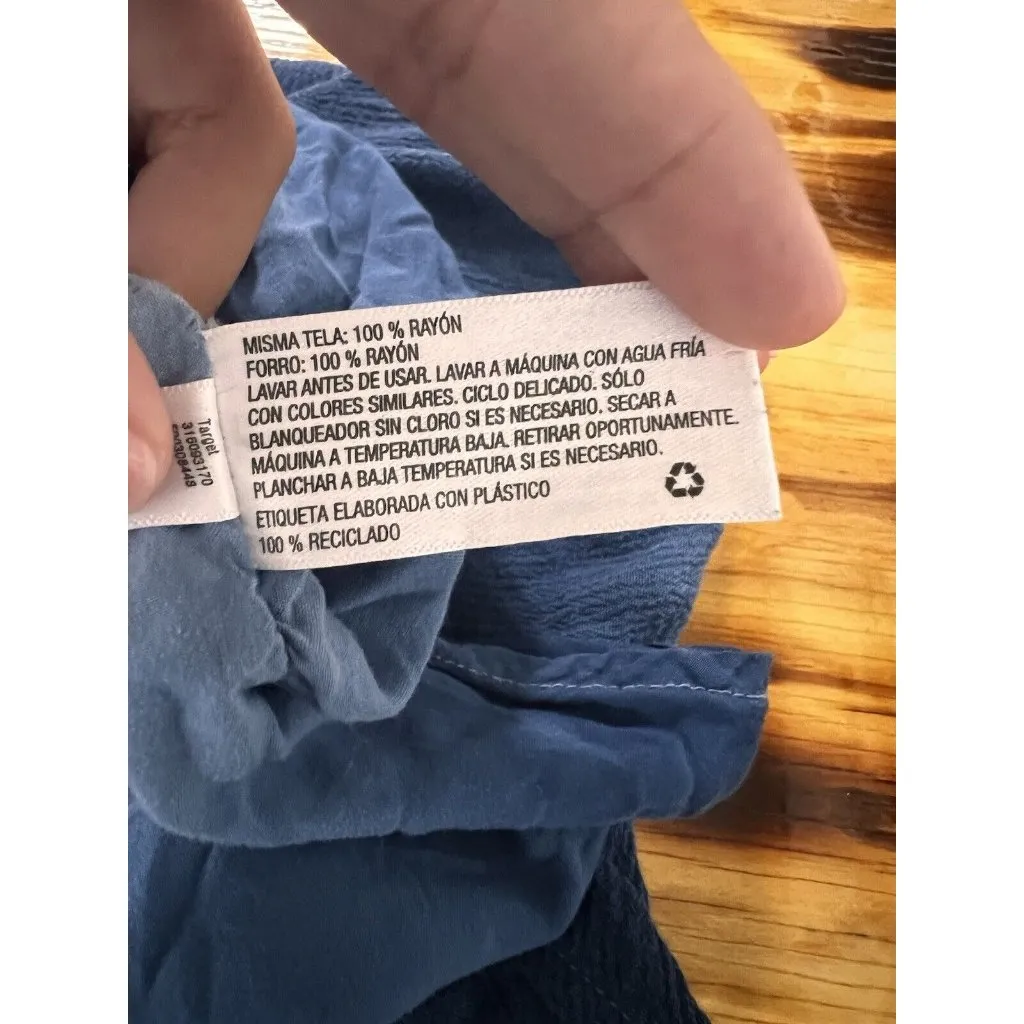 MISMA TELA: 100 % RAYÓN
FORRO: 100 % RAYÓN
LAVAR ANTES DE USAR. LAVAR A MÁQUINA CON AGUA FRÍA
CON COLORES SIMILARES. CICLO DELICADO. SÓLO
BLANQUEADOR SIN CLORO SI ES NECESARIO. SECAR A
MÁQUINA A TEMPERATURA BAJA. RETIRAR OPORTUNAMENTE.
PLANCHAR A BAJA TEMPERATURA SI ES NECESARIO.
ETIQUETA ELABORADA CON PLÁSTICO
100 % RECICLADO
Target
316093170